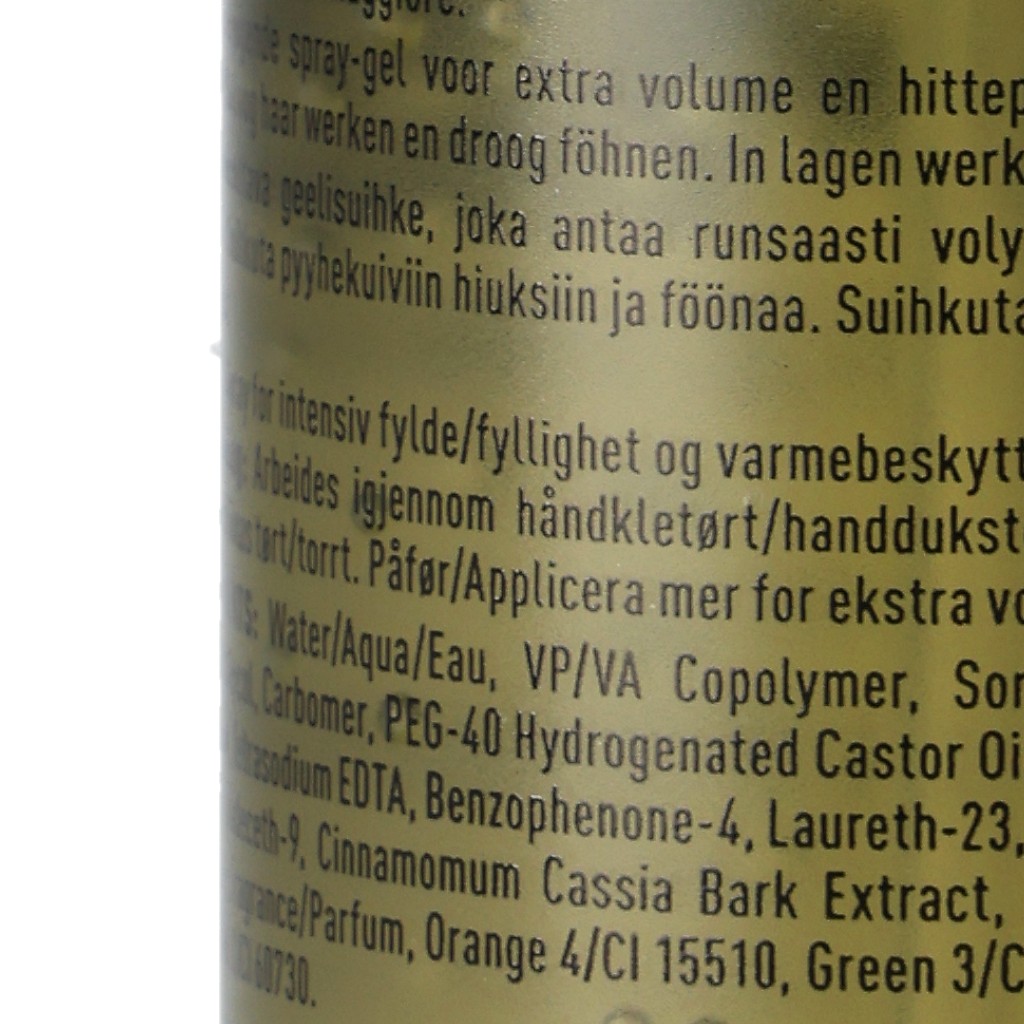 spray-gel voor extra volume en hittep
haar werken en droog föhnen. In lagen werk
geelisuihke, joka antaa runsaasti voly
pyyhekuiviin hiuksiin ja föönaa. Suihkuta
for intensiv fylde/fyllighet og varmebeskytt
Arbeides igjennom håndkletørt/handdukst
tørt/torrt. Påfør/Applicera mer for ekstra vo
Water/Aqua/Eau, VP/VA Copolymer, Sor
Carbomer, PEG-40 Hydrogenated Castor Oi
EDTA, Benzophenone-4, Laureth-23,
Cinnamomum Cassia Bark Extract,
/Parfum, Orange 4/CI 15510, Green 3/C
60730.